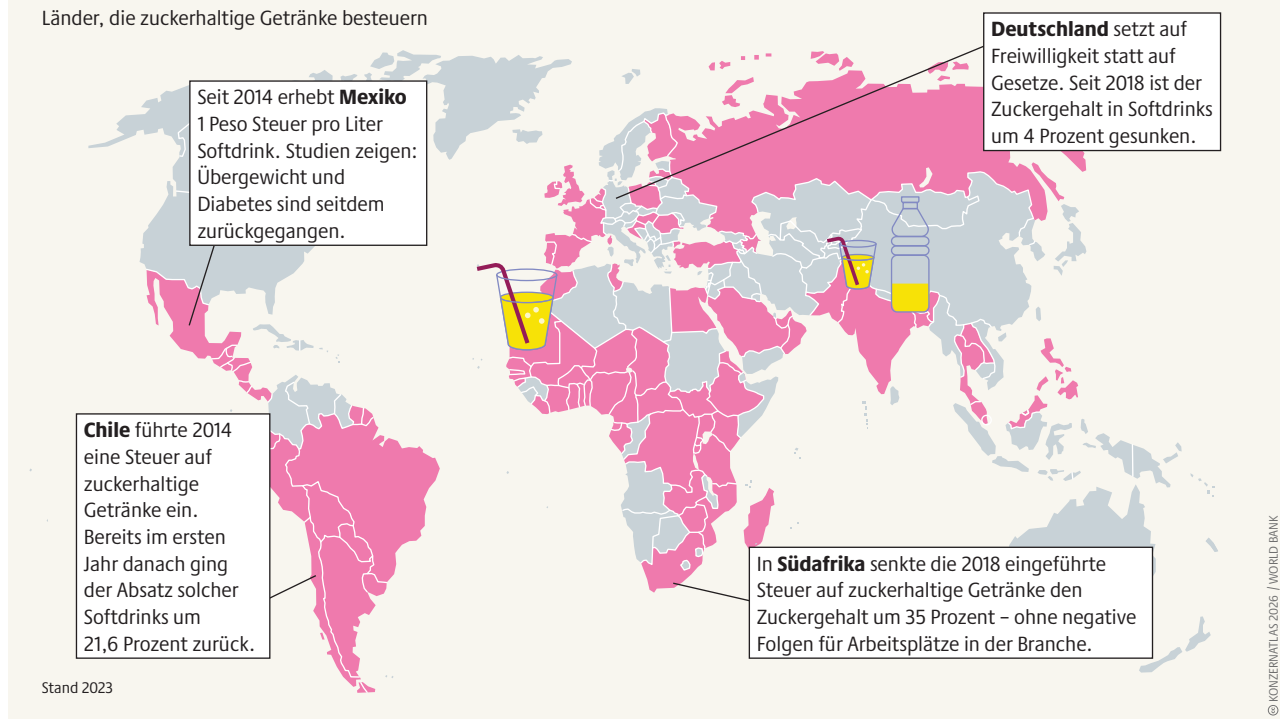 Länder, die zuckerhaltige Getränke besteuern
Deutschland setzt auf
Freiwilligkeit statt auf
Gesetze. Seit 2018 ist der
Zuckergehalt in Softdrinks
um 4 Prozent gesunken.
Seit 2014 erhebt Mexiko
1 Peso Steuer pro Liter
Softdrink. Studien zeigen:
Übergewicht und
Diabetes sind seitdem
zurückgegangen.
Chile führte 2014
eine Steuer auf
zuckerhaltige
Getränke ein.
Bereits im ersten
Jahr danach ging
der Absatz solcher
Softdrinks um
21,6 Prozent zurück.
In Südafrika senkte die 2018 eingeführte
Steuer auf zuckerhaltige Getränke den
Zuckergehalt um 35 Prozent – ohne negative
Folgen für Arbeitsplätze in der Branche.
Stand 2023
KONZERNATLAS 2026 / WORLD BANK